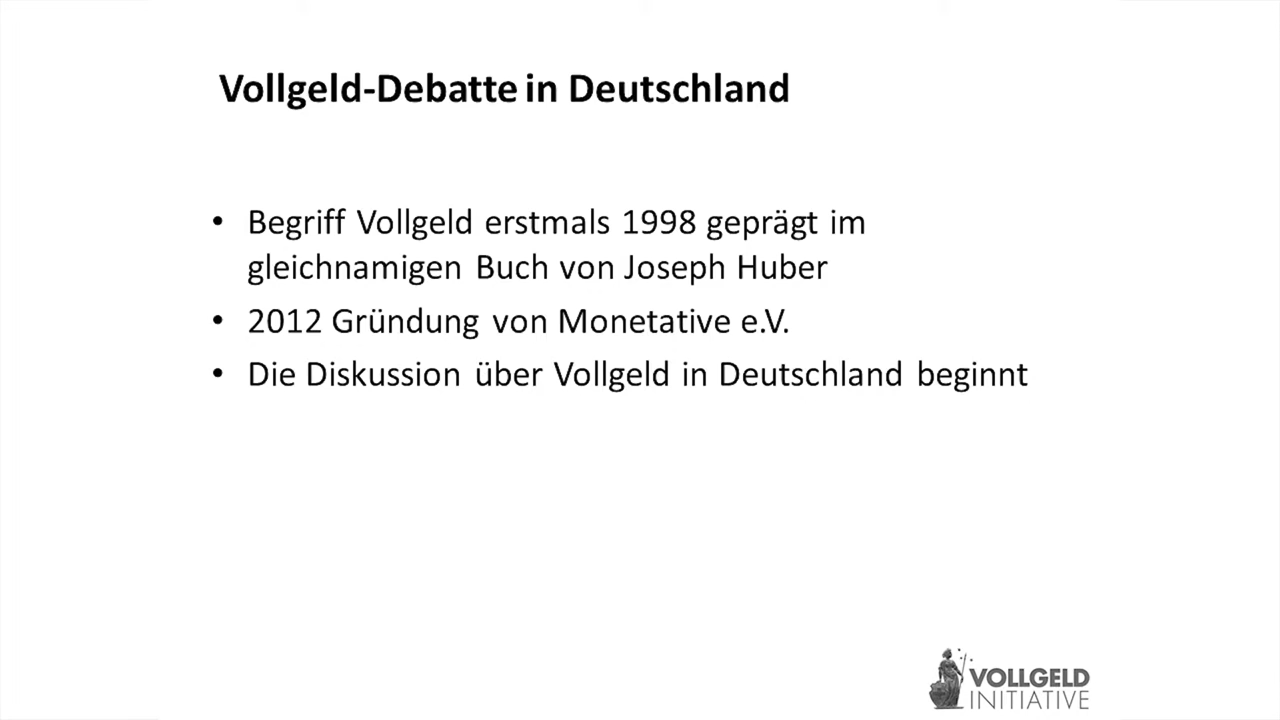 Vollgeld-Debatte in Deutschland
• Begriff Vollgeld erstmals 1998 geprägt im
gleichnamigen Buch von Joseph Huber
• 2012 Gründung von Monetative e.V.
• Die Diskussion über Vollgeld in Deutschland beginnt
VOLLGELD
INITIATIVE